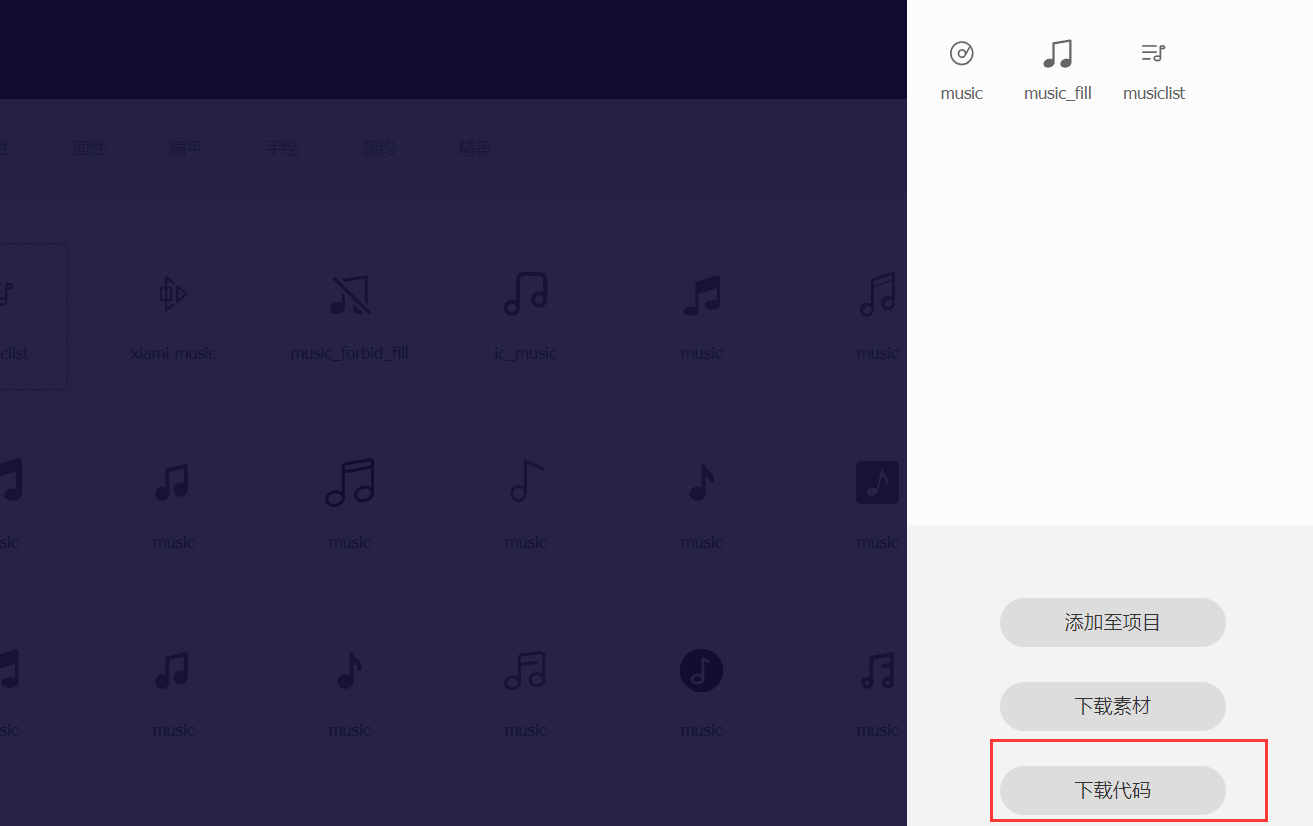 music music_fill musiclist
性 面性 扁平 手绘 简约 精美
clist xiami music music_forbid_fill ic_music music music
sic music music music music music
sic music music music music music
添加至项目
下载素材
下载代码